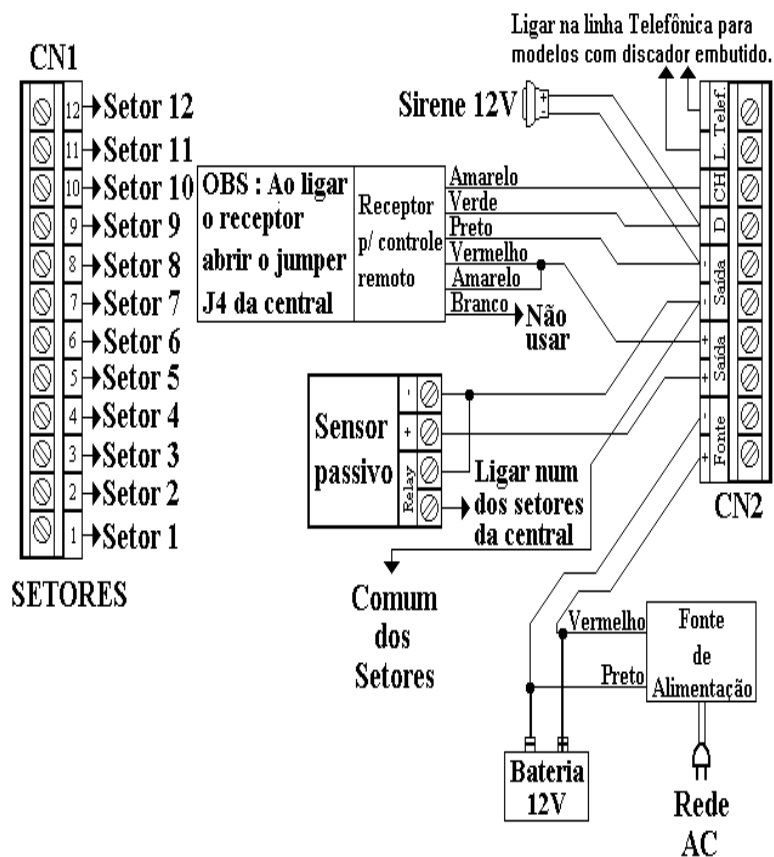 Ligar na linha Telefônica para
modelos com discador embutido.
CN1
12 Setor 12
11 Setor 11
10 Setor 10
9 Setor 9
8 Setor 8
7 Setor 7
6 Setor 6
5 Setor 5
4 Setor 4
3 Setor 3
2 Setor 2
1 Setor 1
SETORES
Sirene 12V
+
-
OBS : Ao ligar
o receptor
abrir o jumper
J4 da central
Receptor
p/ controle
remoto
Amarelo
Verde
Preto
Vermelho
Amarelo
Branco
Não
usar
L. Telef.
CH
D
- Saída -
+ Saída +
- Fonte +
CN2
Sensor
passivo
-
+
Relay
Ligar num
dos setores
da central
Comum
dos
Setores
Vermelho
Preto
Fonte
de
Alimentação
- +
Bateria
12V
Rede
AC